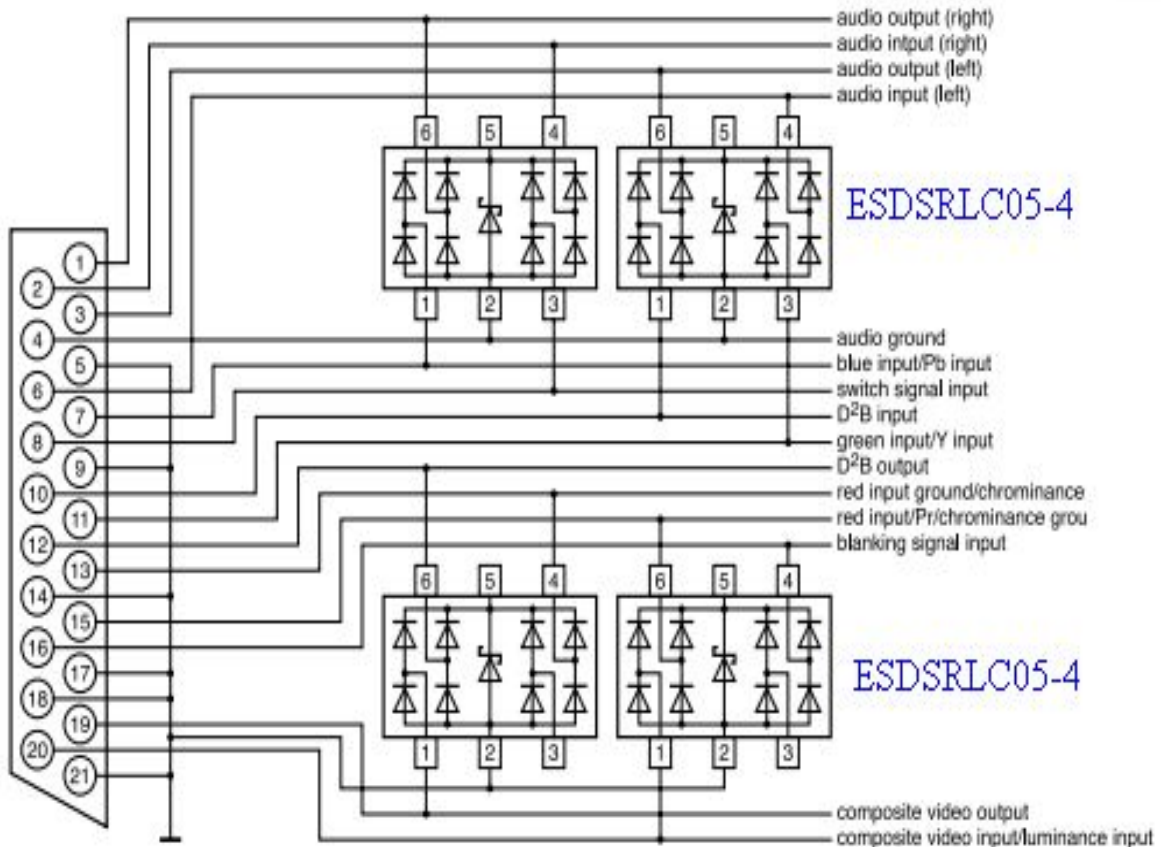 audio output (right)
audio intput (right)
audio output (left)
audio input (left)
6 5 4 6 5 4
ESDSRLC05-4
1 2 3 1 2 3
1
2
3
4
5
6
7
8
9
10
11
12
13
14
15
16
17
18
19
20
21
audio ground
blue input/Pb input
switch signal input
D²B input
green input/Y input
D²B output
red input ground/chrominance
red input/Pr/chrominance grou
blanking signal input
6 5 4 6 5 4
ESDSRLC05-4
1 2 3 1 2 3
composite video output
composite video input/luminance input